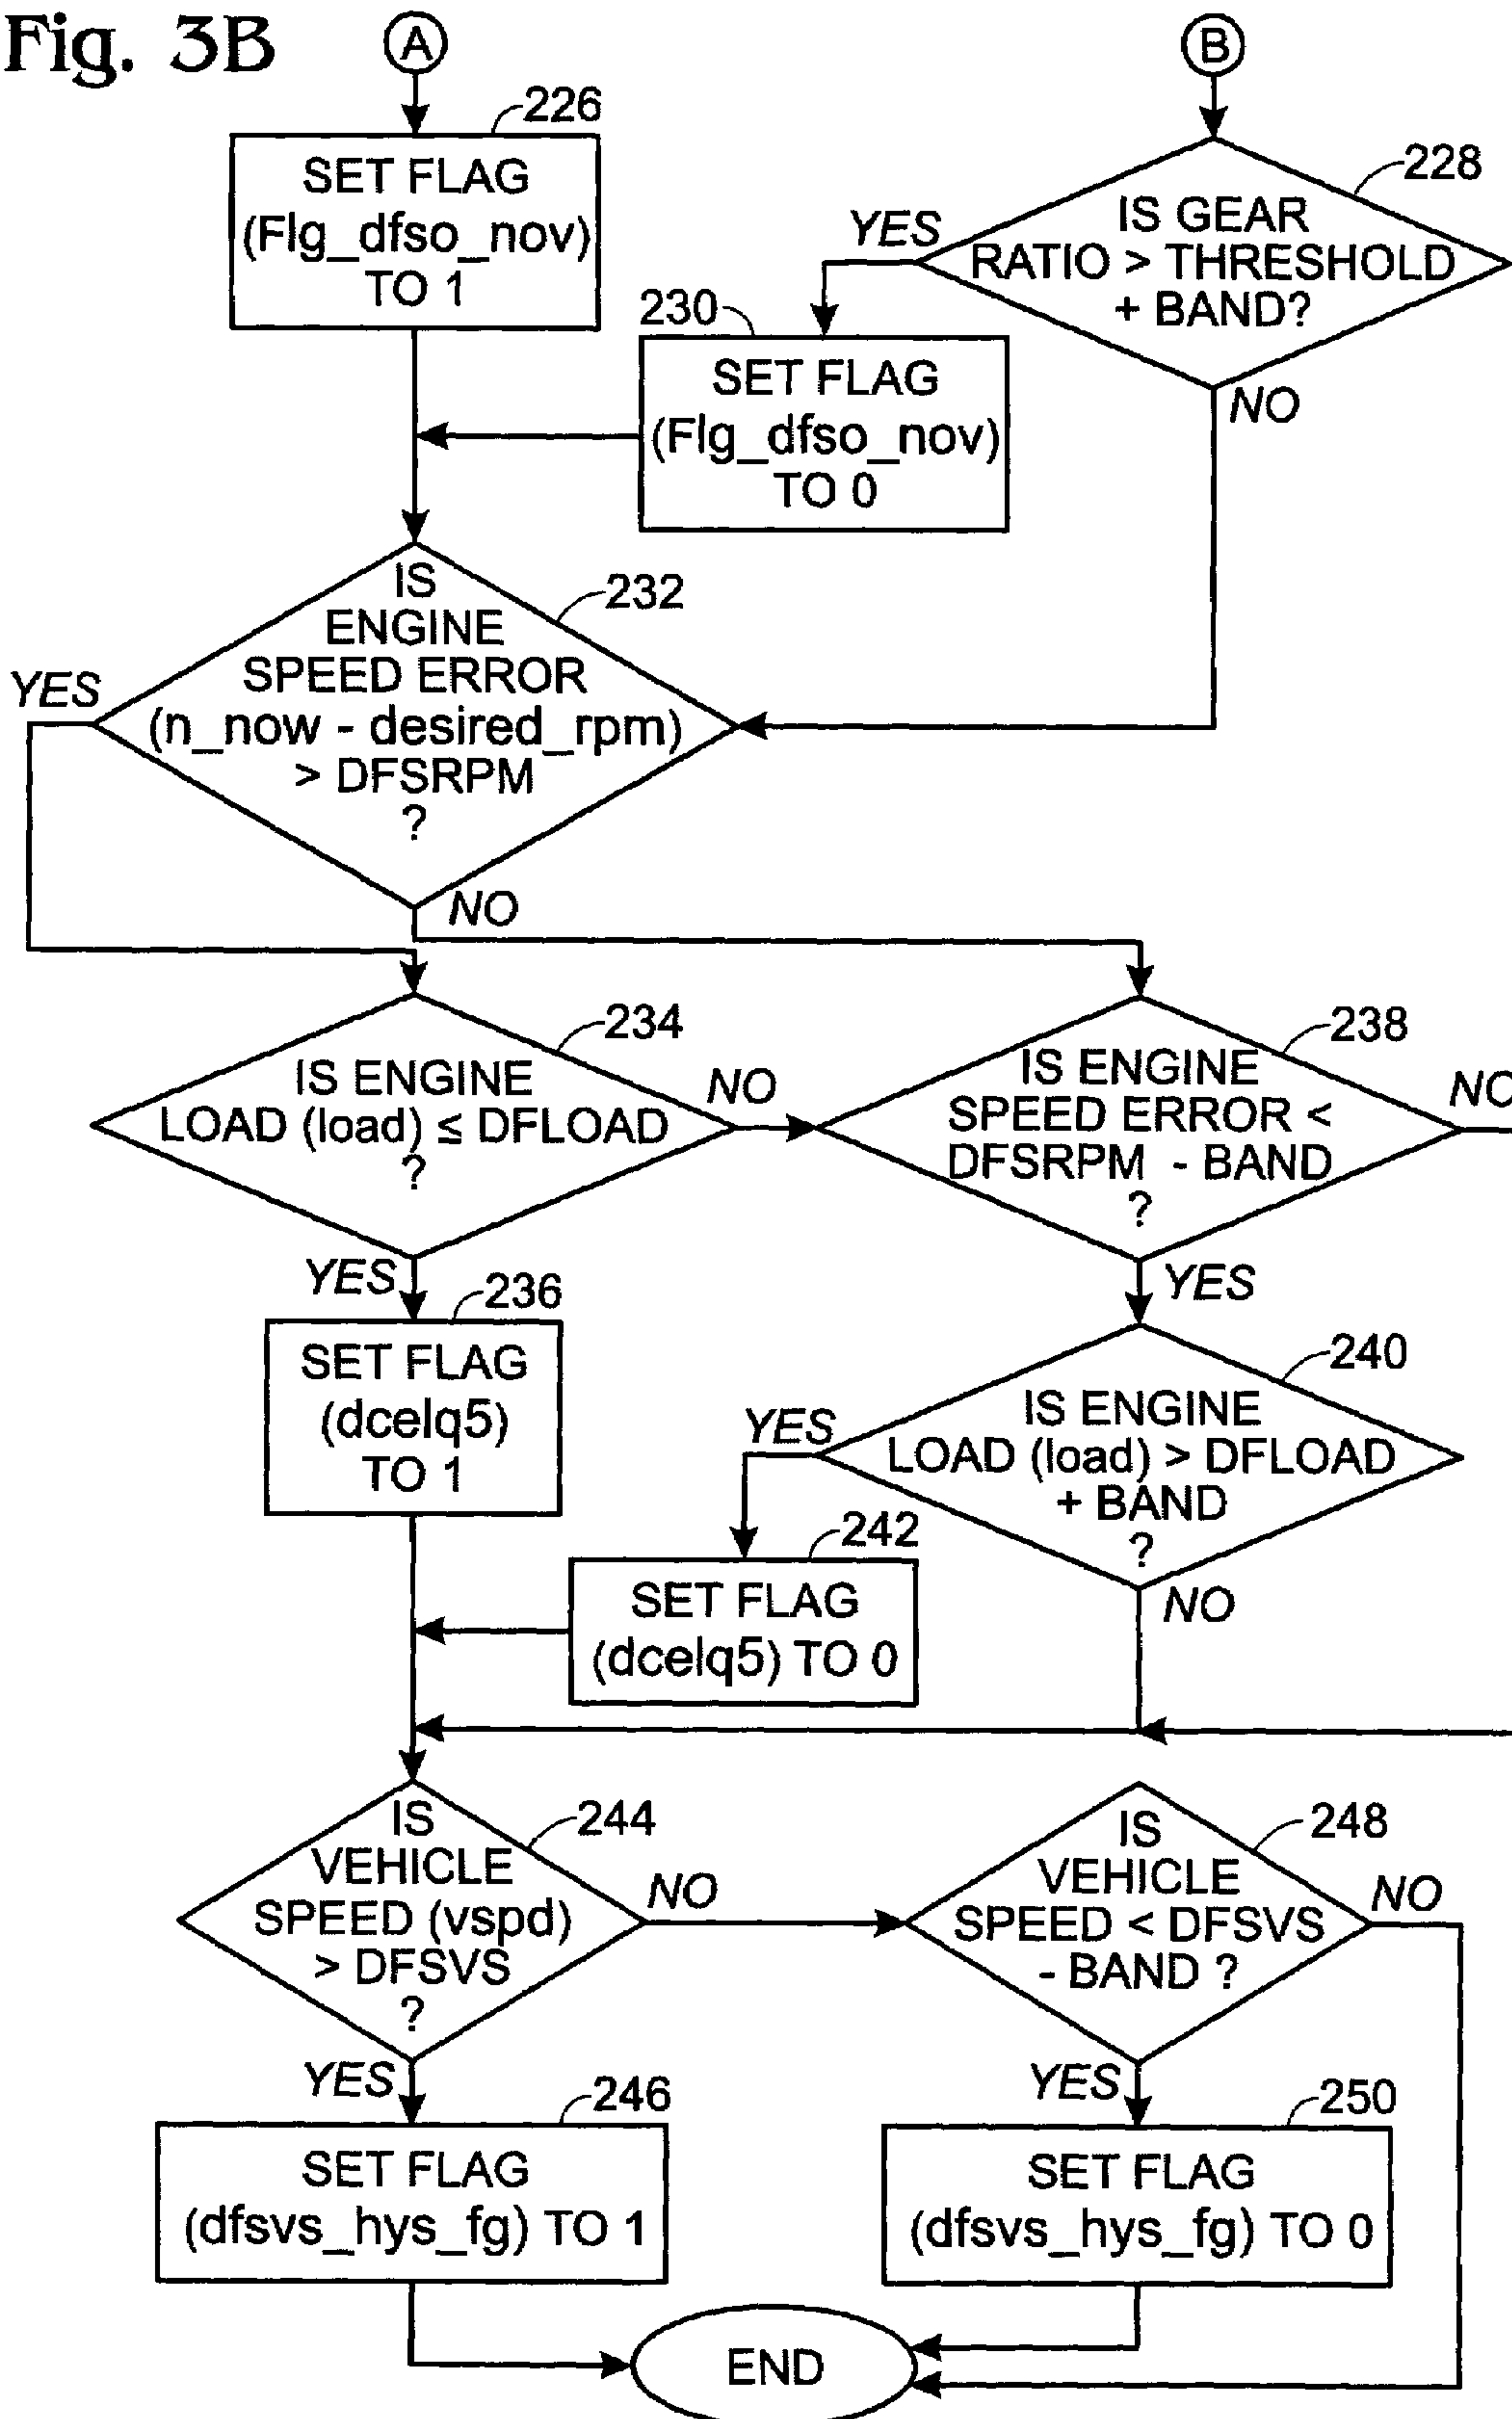 Fig. 3B
A
B
226
SET FLAG
(Flg_dfso_nov)
TO 1
228
IS GEAR
RATIO > THRESHOLD
+ BAND?
YES
NO
230
SET FLAG
(Flg_dfso_nov)
TO 0
232
IS
ENGINE
SPEED ERROR
(n_now - desired_rpm)
> DFSRPM
?
YES
NO
234
IS ENGINE
LOAD (load) ≤ DFLOAD
?
NO
YES
238
IS ENGINE
SPEED ERROR <
DFSRPM - BAND
?
NO
YES
236
SET FLAG
(dcelq5)
TO 1
240
IS ENGINE
LOAD (load) > DFLOAD
+ BAND
?
YES
NO
242
SET FLAG
(dcelq5) TO 0
244
IS
VEHICLE
SPEED (vspd)
> DFSVS
?
NO
YES
248
IS
VEHICLE
SPEED < DFSVS
- BAND ?
NO
YES
246
SET FLAG
(dfsvs_hys_fg) TO 1
250
SET FLAG
(dfsvs_hys_fg) TO 0
END